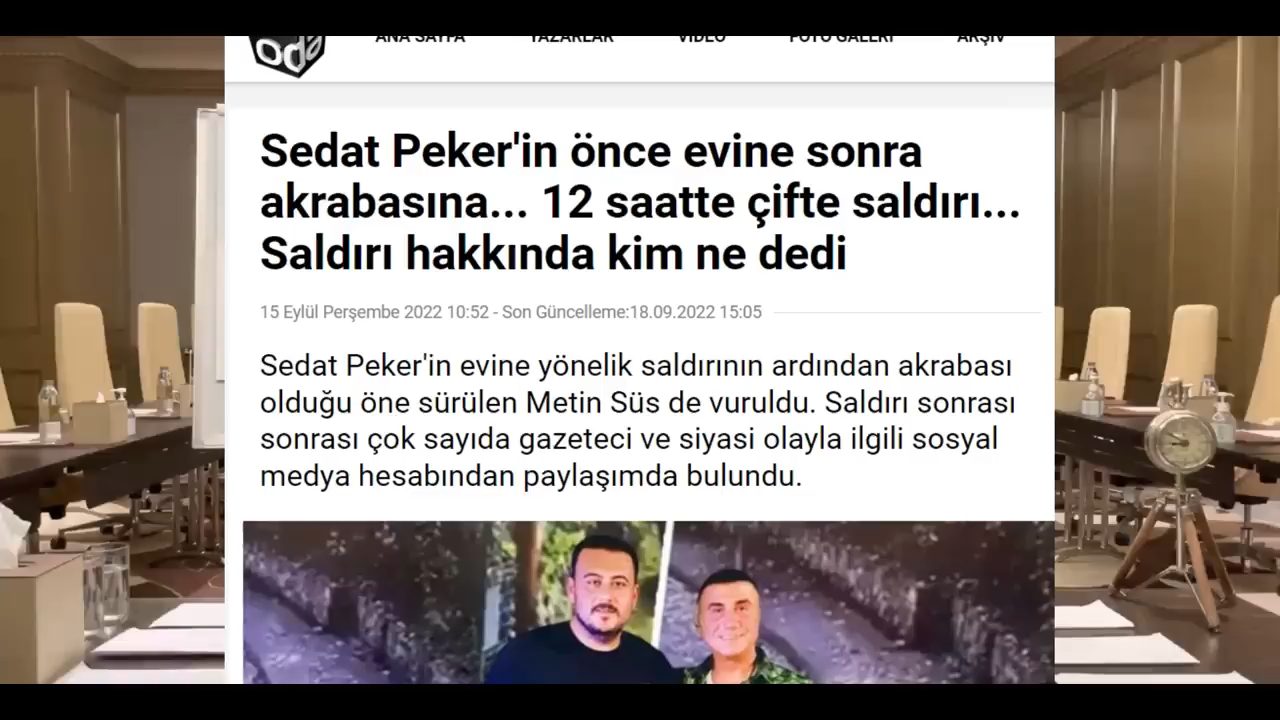 oda
ANA SAYFA YAZARLAR VİDEO FOTO GALERİ ARŞİV
Sedat Peker'in önce evine sonra
akrabasına... 12 saatte çifte saldırı...
Saldırı hakkında kim ne dedi
15 Eylül Perşembe 2022 10:52 - Son Güncelleme:18.09.2022 15:05
Sedat Peker'in evine yönelik saldırının ardından akrabası
olduğu öne sürülen Metin Süs de vuruldu. Saldırı sonrası
sonrası çok sayıda gazeteci ve siyasi olayla ilgili sosyal
medya hesabından paylaşımda bulundu.